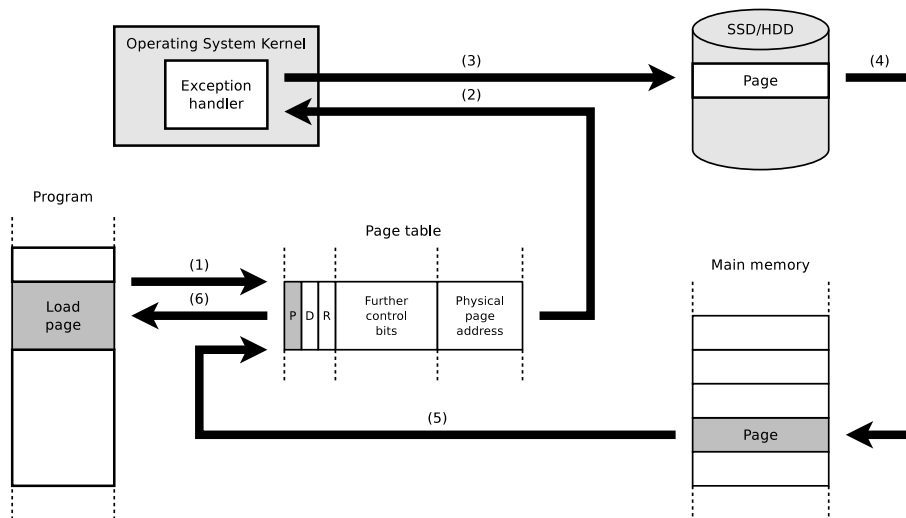 Operating System Kernel
Exception
handler
(3)
(2)
SSD/HDD
Page
(4)
Program
Load
page
(1)
(6)
Page table
P D R
Further
control
bits
Physical
page
address
(5)
Main memory
Page